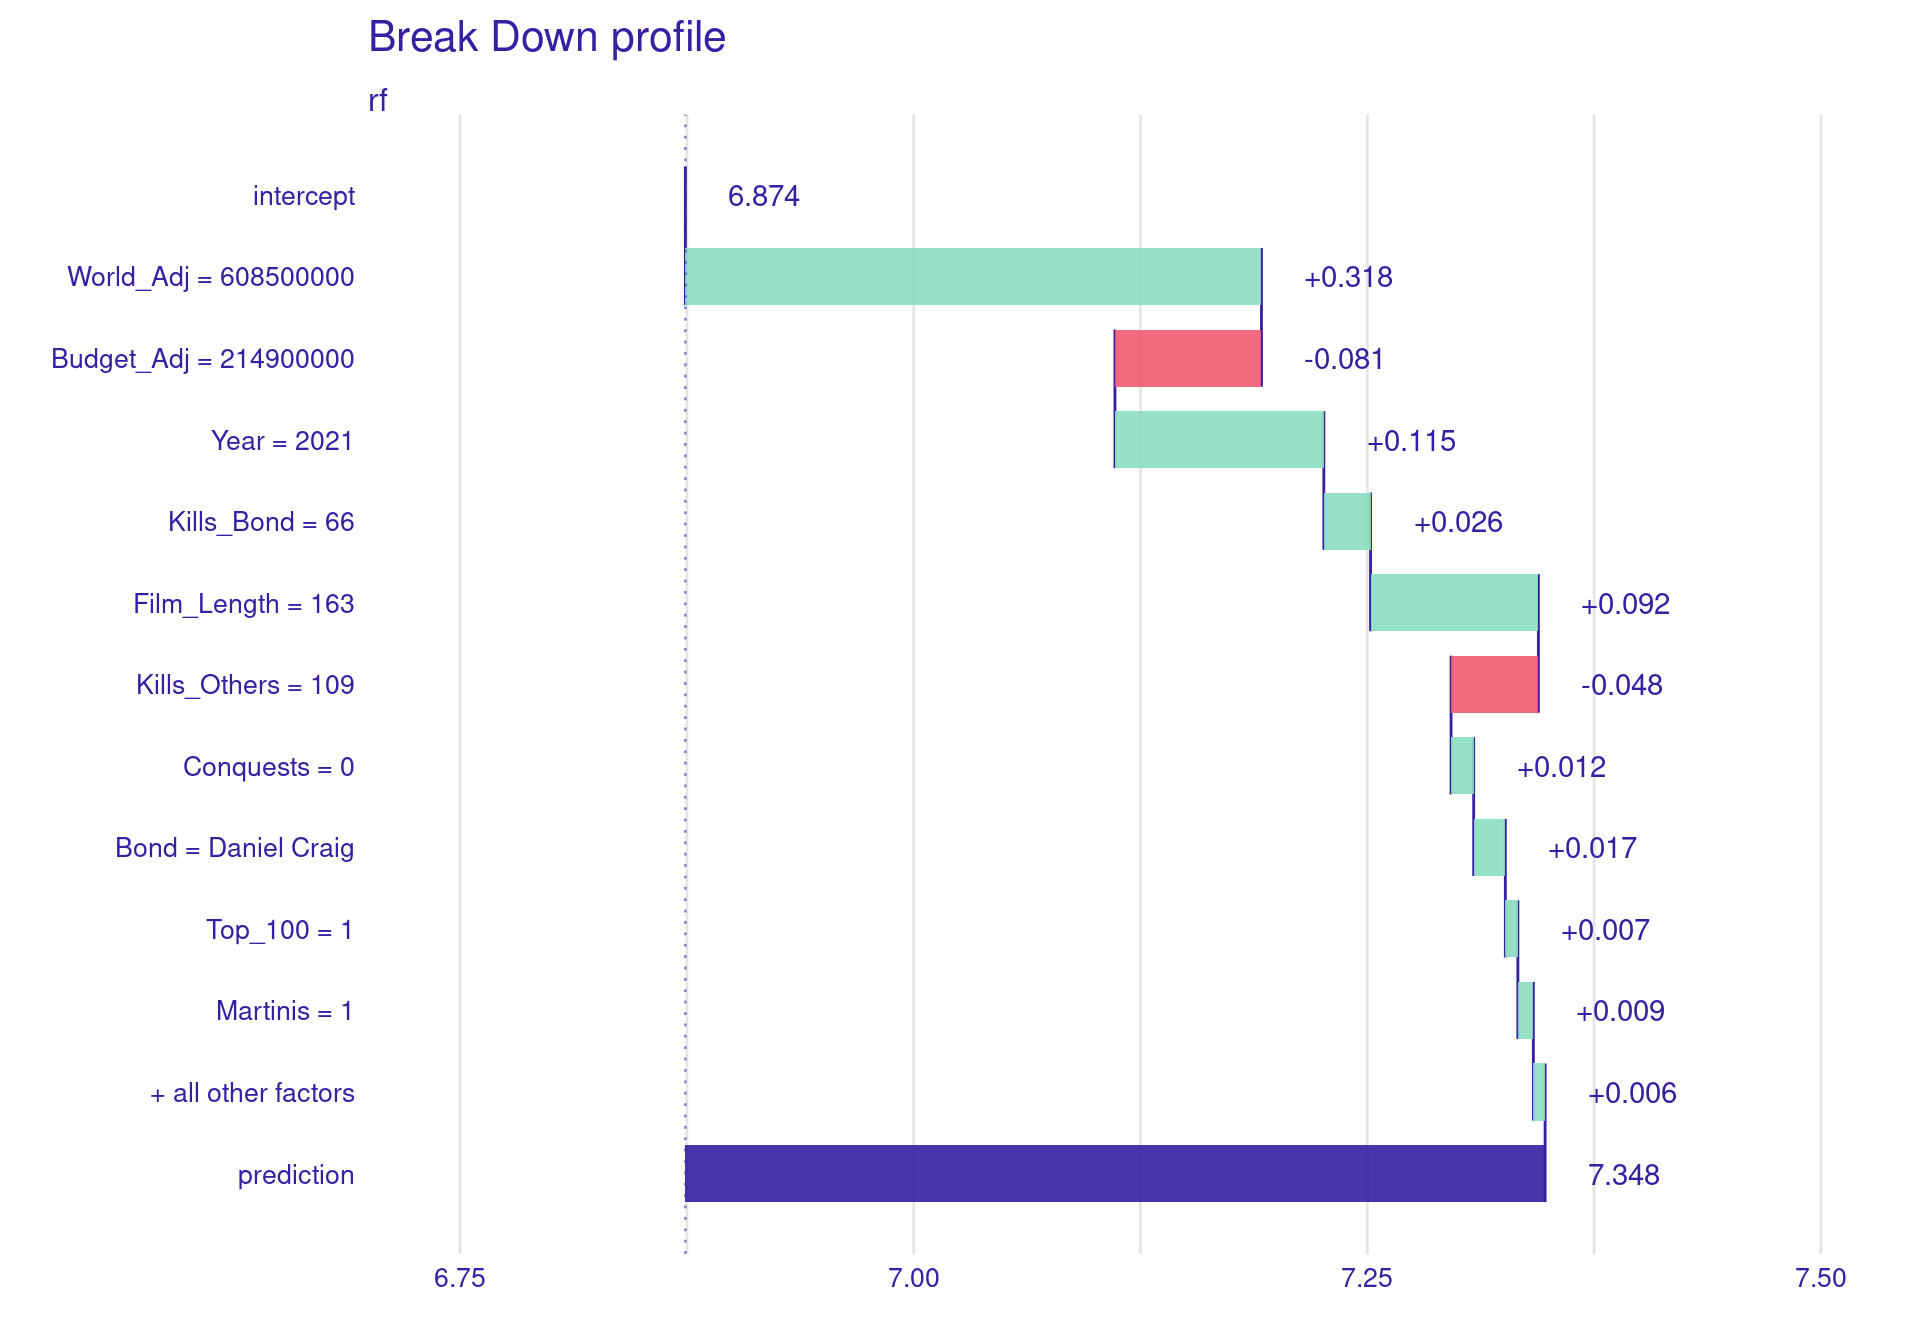 Break Down profile
rf
intercept 6.874
World_Adj = 608500000 +0.318
Budget_Adj = 214900000 -0.081
Year = 2021 +0.115
Kills_Bond = 66 +0.026
Film_Length = 163 +0.092
Kills_Others = 109 -0.048
Conquests = 0 +0.012
Bond = Daniel Craig +0.017
Top_100 = 1 +0.007
Martinis = 1 +0.009
+ all other factors +0.006
prediction 7.348
6.75 7.00 7.25 7.50